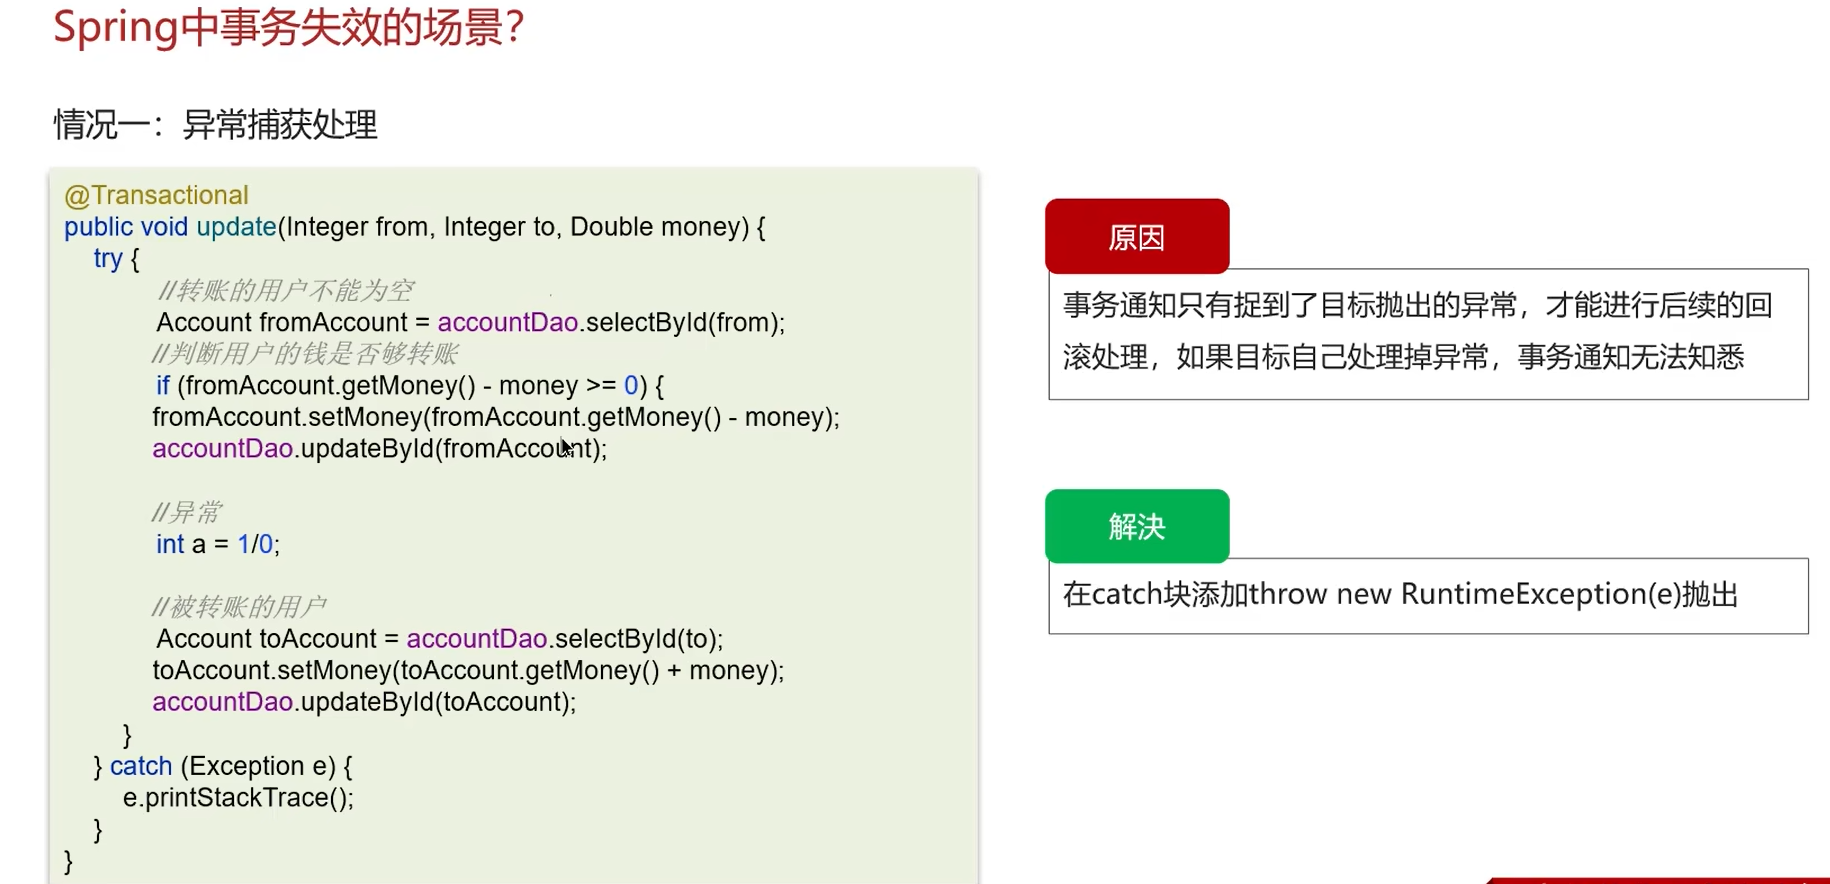 Spring中事务失效的场景?
情况一：异常捕获处理
@Transactional
public void update(Integer from, Integer to, Double money) {
try {
//转账的用户不能为空
Account fromAccount = accountDao.selectById(from);
//判断用户的钱是否够转账
if (fromAccount.getMoney() - money >= 0) {
fromAccount.setMoney(fromAccount.getMoney() - money);
accountDao.updateById(fromAccount);
//异常
int a = 1/0;
//被转账的用户
Account toAccount = accountDao.selectById(to);
toAccount.setMoney(toAccount.getMoney() + money);
accountDao.updateById(toAccount);
}
} catch (Exception e) {
e.printStackTrace();
}
}
原因
事务通知只有捉到了目标抛出的异常，才能进行后续的回
滚处理，如果目标自己处理掉异常，事务通知无法知悉
解决
在catch块添加throw new RuntimeException(e)抛出